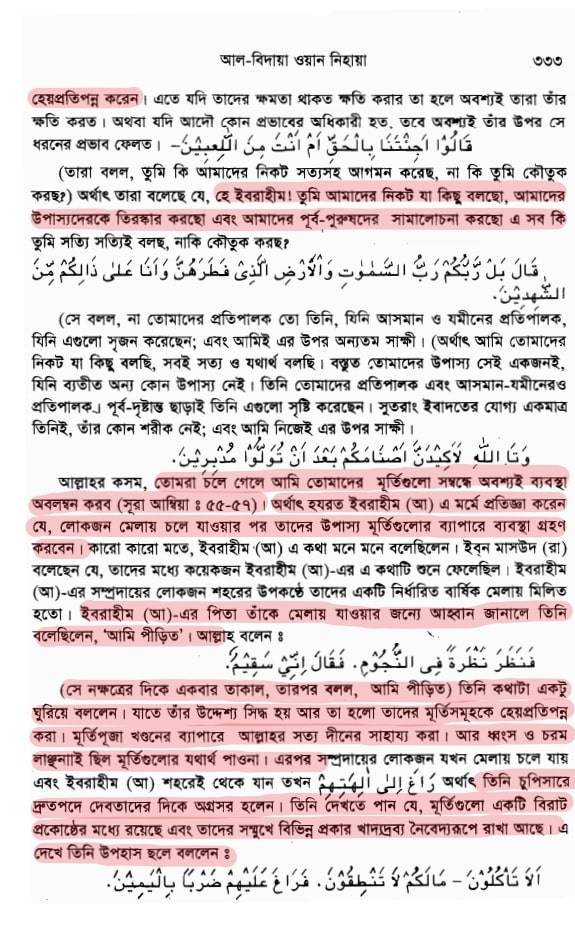 আল-বিদায়া ওয়ান নিহায়া ৩৩৩
হেয়প্রতিপন্ন করেন। এতে যদি তাদের ক্ষমতা থাকত ক্ষতি করার তা হলে অবশ্যই তারা তাঁর
ক্ষতি করত। অথবা যদি আদৌ কোন প্রভাবের অধিকারী হত, তবে অবশ্যই তাঁর উপর সে
ধরনের প্রভাব ফেলত। قَالُوْا اَجِئْتَنَا بِالْحَقِّ اَمْ اَنْتَ مِنَ اللّٰعِبِيْنَ–
(তারা বলল, তুমি কি আমাদের নিকট সত্যসহ আগমন করেছ, না কি তুমি কৌতুক
করছ?) অর্থাৎ তারা বলেছে যে, হে ইবরাহীম! তুমি আমাদের নিকট যা কিছু বলছো, আমাদের
উপাস্যদেরকে তিরস্কার করছো এবং আমাদের পূর্ব-পুরুষদের সামালোচনা করছো এ সব কি
তুমি সত্যি সত্যিই বলছ, নাকি কৌতুক করছ?
قَالَ بَلْ رَّبُّكُمْ رَبُّ السَّمٰوٰتِ وَالْاَرْضِ الَّذِىْ فَطَرَهُنَّ وَاَنَا عَلٰى ذَالِكُمْ مِّنَ
الشّٰهِدِيْنَ.
(সে বলল, না তোমাদের প্রতিপালক তো তিনি, যিনি আসমান ও যমীনের প্রতিপালক,
যিনি এগুলো সৃজন করেছেন; এবং আমিই এর উপর অন্যতম সাক্ষী। (অর্থাৎ আমি তোমাদের
নিকট যা কিছু বলছি, সবই সত্য ও যথার্থ বলছি। বস্তুত তোমাদের উপাস্য সেই একজনই,
যিনি ব্যতীত অন্য কোন উপাস্য নেই। তিনি তোমাদের প্রতিপালক এবং আসমান-যমীনেরও
প্রতিপালক। পূর্ব-দৃষ্টান্ত ছাড়াই তিনি এগুলো সৃষ্টি করেছেন। সুতরাং ইবাদতের যোগ্য একমাত্র
তিনিই, তাঁর কোন শরীক নেই; এবং আমি নিজেই এর উপর সাক্ষী।
وَتَا اللّٰهِ لَاَكِيْدَنَّ اَصْنَامَكُمْ بَعْدَ اَنْ تُوَلُّوْا مُدْبِرِيْنَ.
আল্লাহর কসম, তোমরা চলে গেলে আমি তোমাদের মূর্তিগুলো সম্বন্ধে অবশ্যই ব্যবস্থা
অবলম্বন করব (সূরা আম্বিয়া ঃ ৫৫-৫৭)। অর্থাৎ হযরত ইবরাহীম (আ) এ মর্মে প্রতিজ্ঞা করেন
যে, লোকজন মেলায় চলে যাওয়ার পর তাদের উপাস্য মূর্তিগুলোর ব্যাপারে ব্যবস্থা গ্রহণ
করবেন। কারো কারো মতে, ইবরাহীম (আ) এ কথা মনে মনে বলেছিলেন। ইব্‌ন মাসউদ (রা)
বলেছেন যে, তাদের মধ্যে কয়েকজন ইবরাহীম (আ)-এর এ কথাটি শুনে ফেলেছিল। ইবরাহীম
(আ)-এর সম্প্রদায়ের লোকজন শহরের উপকণ্ঠে তাদের একটি নির্ধারিত বার্ষিক মেলায় মিলিত
হতো। ইবরাহীম (আ)-এর পিতা তাঁকে মেলায় যাওয়ার জন্যে আহ্বান জানালে তিনি
বলেছিলেন, 'আমি পীড়িত'। আল্লাহ বলেন ঃ
فَنَظَرَ نَظْرَةً فِى النُّجُوْمِ. فَقَالَ اِنِّىْ سَقِيْمٌ.
(সে নক্ষত্রের দিকে একবার তাকাল, তারপর বলল, আমি পীড়িত) তিনি কথাটা একটু
ঘুরিয়ে বললেন। যাতে তাঁর উদ্দেশ্য সিদ্ধ হয় আর তা হলো তাদের মূর্তিসমূহকে হেয়প্রতিপন্ন
করা। মূর্তিপূজা খণ্ডনের ব্যাপারে আল্লাহর সত্য দীনের সাহায্য করা। আর ধ্বংস ও চরম
লাঞ্ছনাই ছিল মূর্তিগুলোর যথার্থ পাওনা। এরপর সম্প্রদায়ের লোকজন যখন মেলায় চলে যায়
এবং ইবরাহীম (আ) শহরেই থেকে যান তখন رَاغَ اِلٰى اٰلِهَتِهِمْ অর্থাৎ তিনি চুপিসারে
দ্রুতপদে দেবতাদের দিকে অগ্রসর হলেন। তিনি দেখতে পান যে, মূর্তিগুলো একটি বিরাট
প্রকোষ্ঠের মধ্যে রয়েছে এবং তাদের সম্মুখে বিভিন্ন প্রকার খাদ্যদ্রব্য নৈবেদ্যরূপে রাখা আছে। এ
দেখে তিনি উপহাস ছলে বললেন ঃ
اَلَا تَأْكُلُوْنَ – مَالَكُمْ لَا تَنْطِقُوْنَ. فَرَاغَ عَلَيْهِمْ ضَرْبًا بِالْيَمِيْنِ.